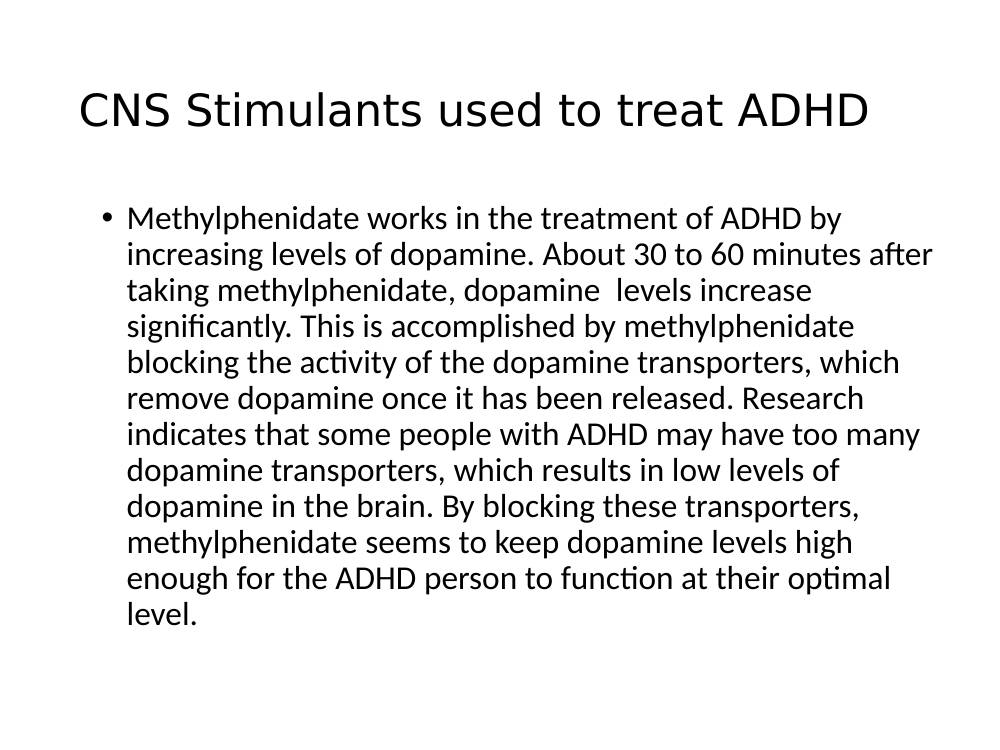 CNS Stimulants used to treat ADHD
• Methylphenidate works in the treatment of ADHD by
increasing levels of dopamine. About 30 to 60 minutes after
taking methylphenidate, dopamine  levels increase
significantly. This is accomplished by methylphenidate
blocking the activity of the dopamine transporters, which
remove dopamine once it has been released. Research
indicates that some people with ADHD may have too many
dopamine transporters, which results in low levels of
dopamine in the brain. By blocking these transporters,
methylphenidate seems to keep dopamine levels high
enough for the ADHD person to function at their optimal
level.